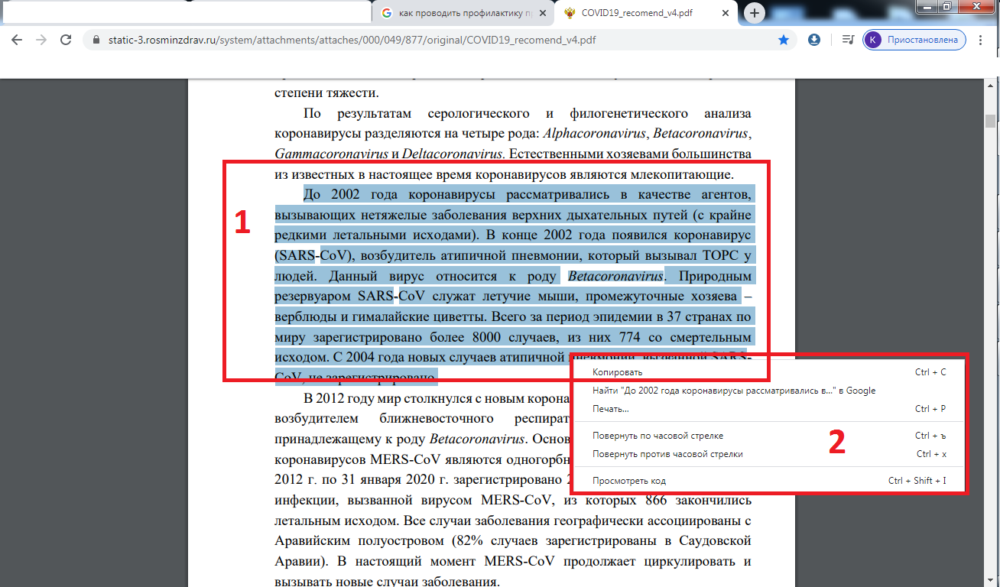 как проводить профилактику п
COVID19_recomend_v4.pdf
static-3.rosminzdrav.ru/system/attachments/attaches/000/049/877/original/COVID19_recomend_v4.pdf
К Приостановлена
степени тяжести.
По результатам серологического и филогенетического анализа
коронавирусы разделяются на четыре рода: Alphacoronavirus, Betacoronavirus,
Gammacoronavirus и Deltacoronavirus. Естественными хозяевами большинства
из известных в настоящее время коронавирусов являются млекопитающие.
1
До 2002 года коронавирусы рассматривались в качестве агентов,
вызывающих нетяжелые заболевания верхних дыхательных путей (с крайне
редкими летальными исходами). В конце 2002 года появился коронавирус
(SARS-CoV), возбудитель атипичной пневмонии, который вызывал ТОРС у
людей. Данный вирус относится к роду Betacoronavirus. Природным
резервуаром SARS-CoV служат летучие мыши, промежуточные хозяева –
верблюды и гималайские циветты. Всего за период эпидемии в 37 странах по
миру зарегистрировано более 8000 случаев, из них 774 со смертельным
исходом. С 2004 года новых случаев атипичной пневмонии, вызванной SARS-
CoV, не зарегистрировано.
В 2012 году мир столкнулся с новым корона
возбудителем ближневосточного респират
принадлежащему к роду Betacoronavirus. Основ
коронавирусов MERS-CoV являются одногорбн
2012 г. по 31 января 2020 г. зарегистрировано 2
инфекции, вызванной вирусом MERS-CoV, из которых 866 закончились
летальным исходом. Все случаи заболевания географически ассоциированы с
Аравийским полуостровом (82% случаев зарегистрированы в Саудовской
Аравии). В настоящий момент MERS-CoV продолжает циркулировать и
вызывать новые случаи заболевания.
Копировать Ctrl + C
Найти "До 2002 года коронавирусы рассматривались в..." в Google
Печать... Ctrl + P
2
Повернуть по часовой стрелке Ctrl + ъ
Повернуть против часовой стрелки Ctrl + х
Просмотреть код Ctrl + Shift + I